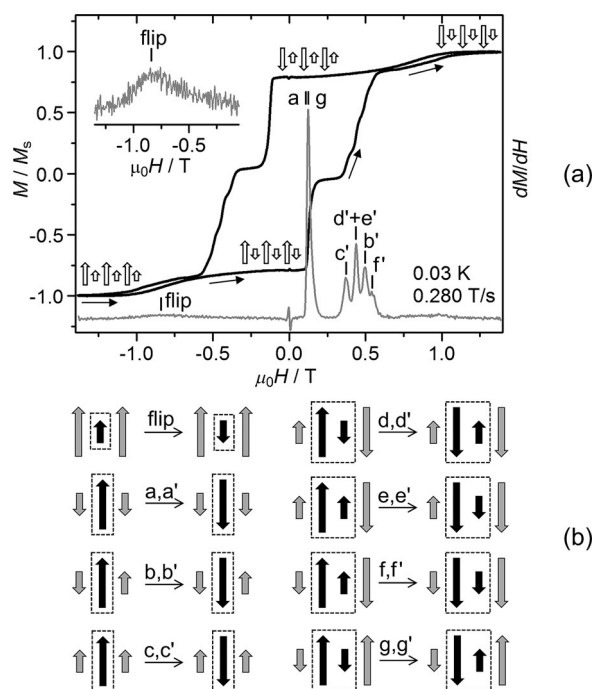 flip
-1.0 -0.5
μ₀H / T
a ∥ g
(a)
M / Mₛ
1.0
0.5
0.0
-0.5
-1.0
dM/dH
d'+e'
c' b'
f'
flip
0.03 K
0.280 T/s
-1.0 -0.5 0.0 0.5 1.0
μ₀H / T
flip d,d'
a,a' e,e'
(b)
b,b' f,f'
c,c' g,g'